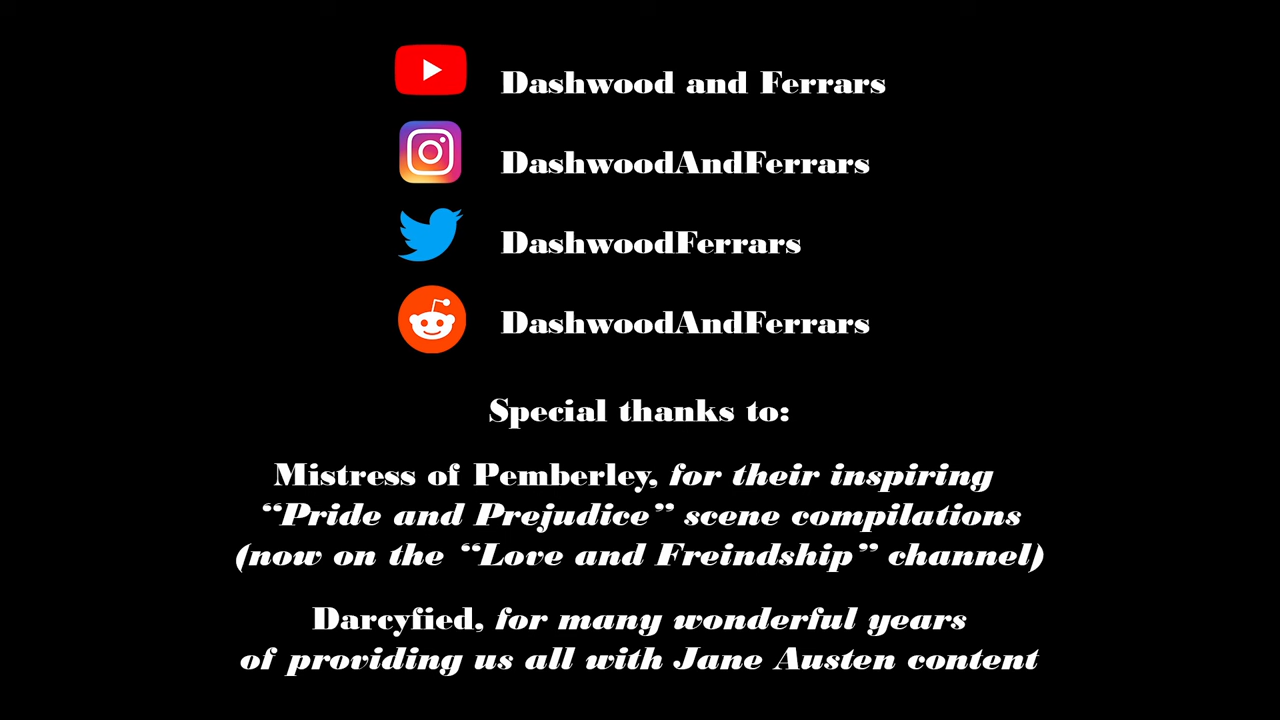 Dashwood and Ferrars
DashwoodAndFerrars
DashwoodFerrars
DashwoodAndFerrars
Special thanks to:
Mistress of Pemberley, for their inspiring
“Pride and Prejudice” scene compilations
(now on the “Love and Freindship” channel)
Darcyfied, for many wonderful years
of providing us all with Jane Austen content